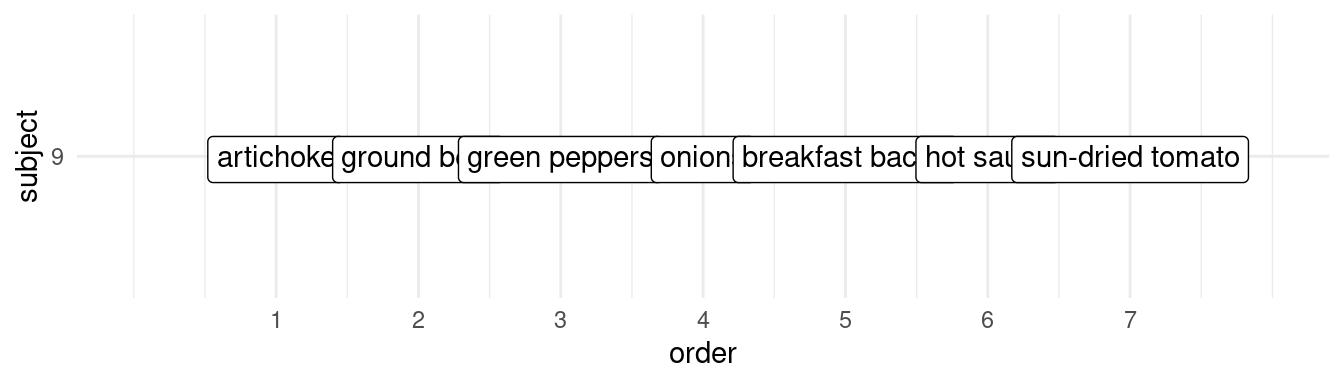 subject
9
artichoke ground be green peppers onion breakfast bac hot sau sun-dried tomato
1 2 3 4 5 6 7
order